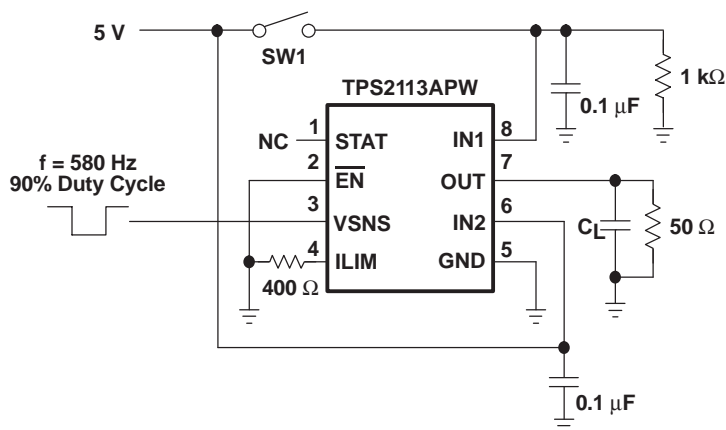 5 V
SW1
TPS2113APW
0.1 μF
1 kΩ
NC
1
STAT
IN1
8
f = 580 Hz
90% Duty Cycle
2
EN
OUT
7
3
VSNS
IN2
6
CL
50 Ω
4
ILIM
GND
5
400 Ω
0.1 μF